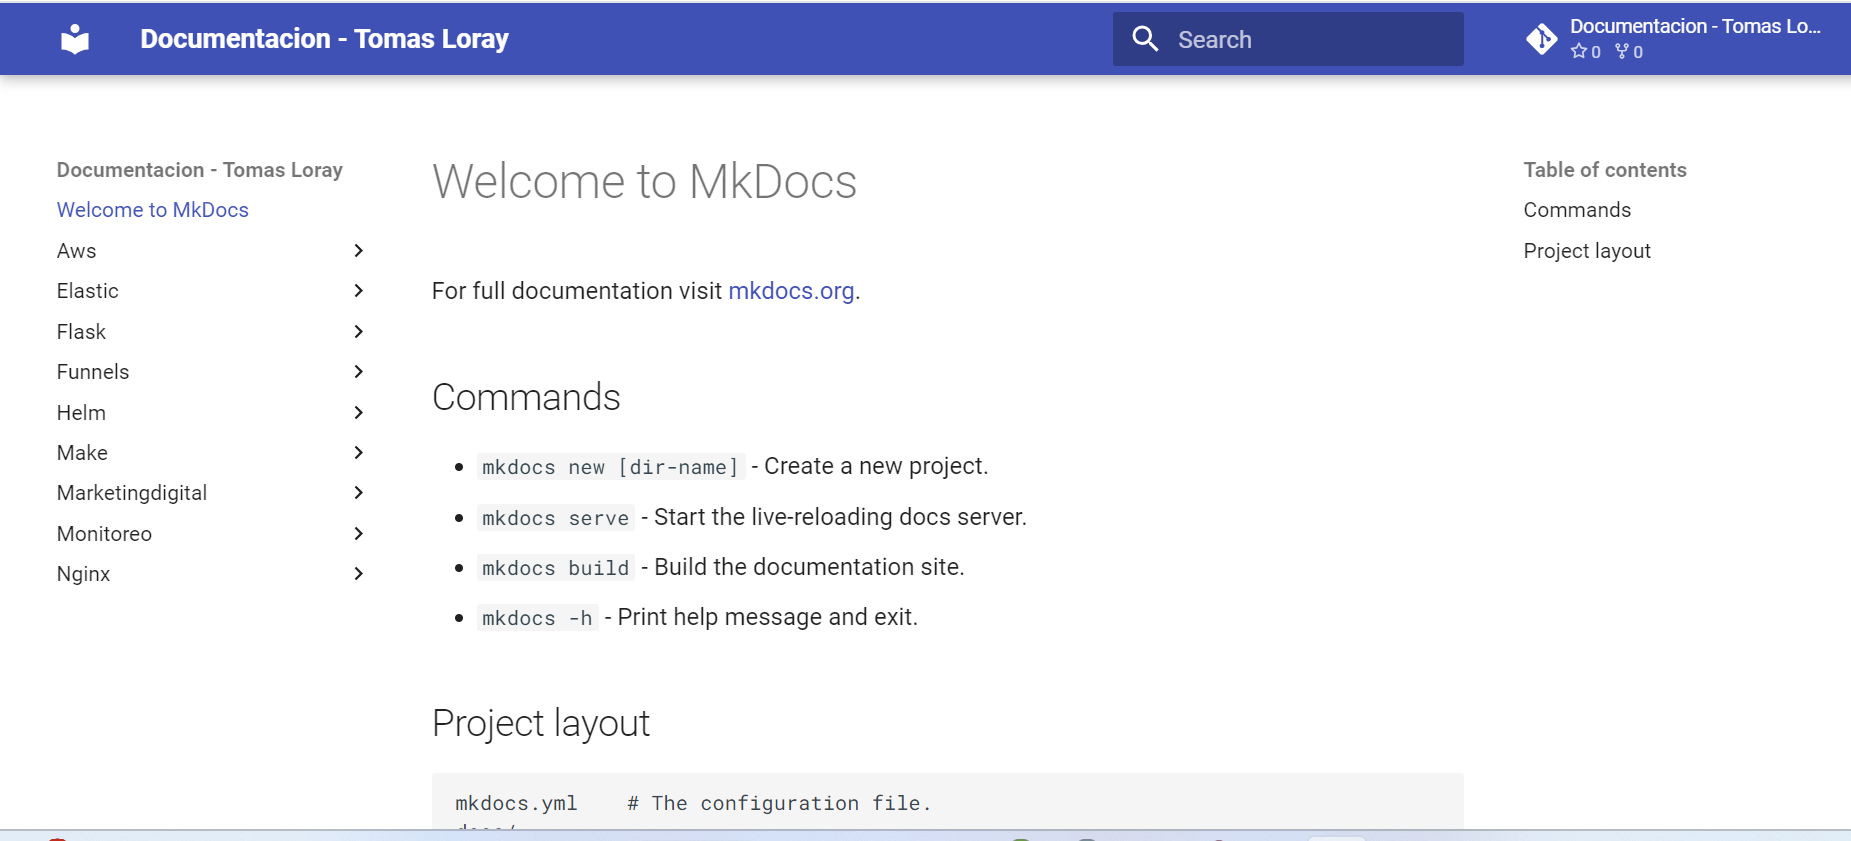 Documentacion - Tomas Loray
Search
Documentacion - Tomas Lo...
0 0
Documentacion - Tomas Loray
Welcome to MkDocs
Aws
Elastic
Flask
Funnels
Helm
Make
Marketingdigital
Monitoreo
Nginx
Welcome to MkDocs
For full documentation visit mkdocs.org.
Commands
mkdocs new [dir-name] - Create a new project.
mkdocs serve - Start the live-reloading docs server.
mkdocs build - Build the documentation site.
mkdocs -h - Print help message and exit.
Project layout
mkdocs.yml # The configuration file.
Table of contents
Commands
Project layout